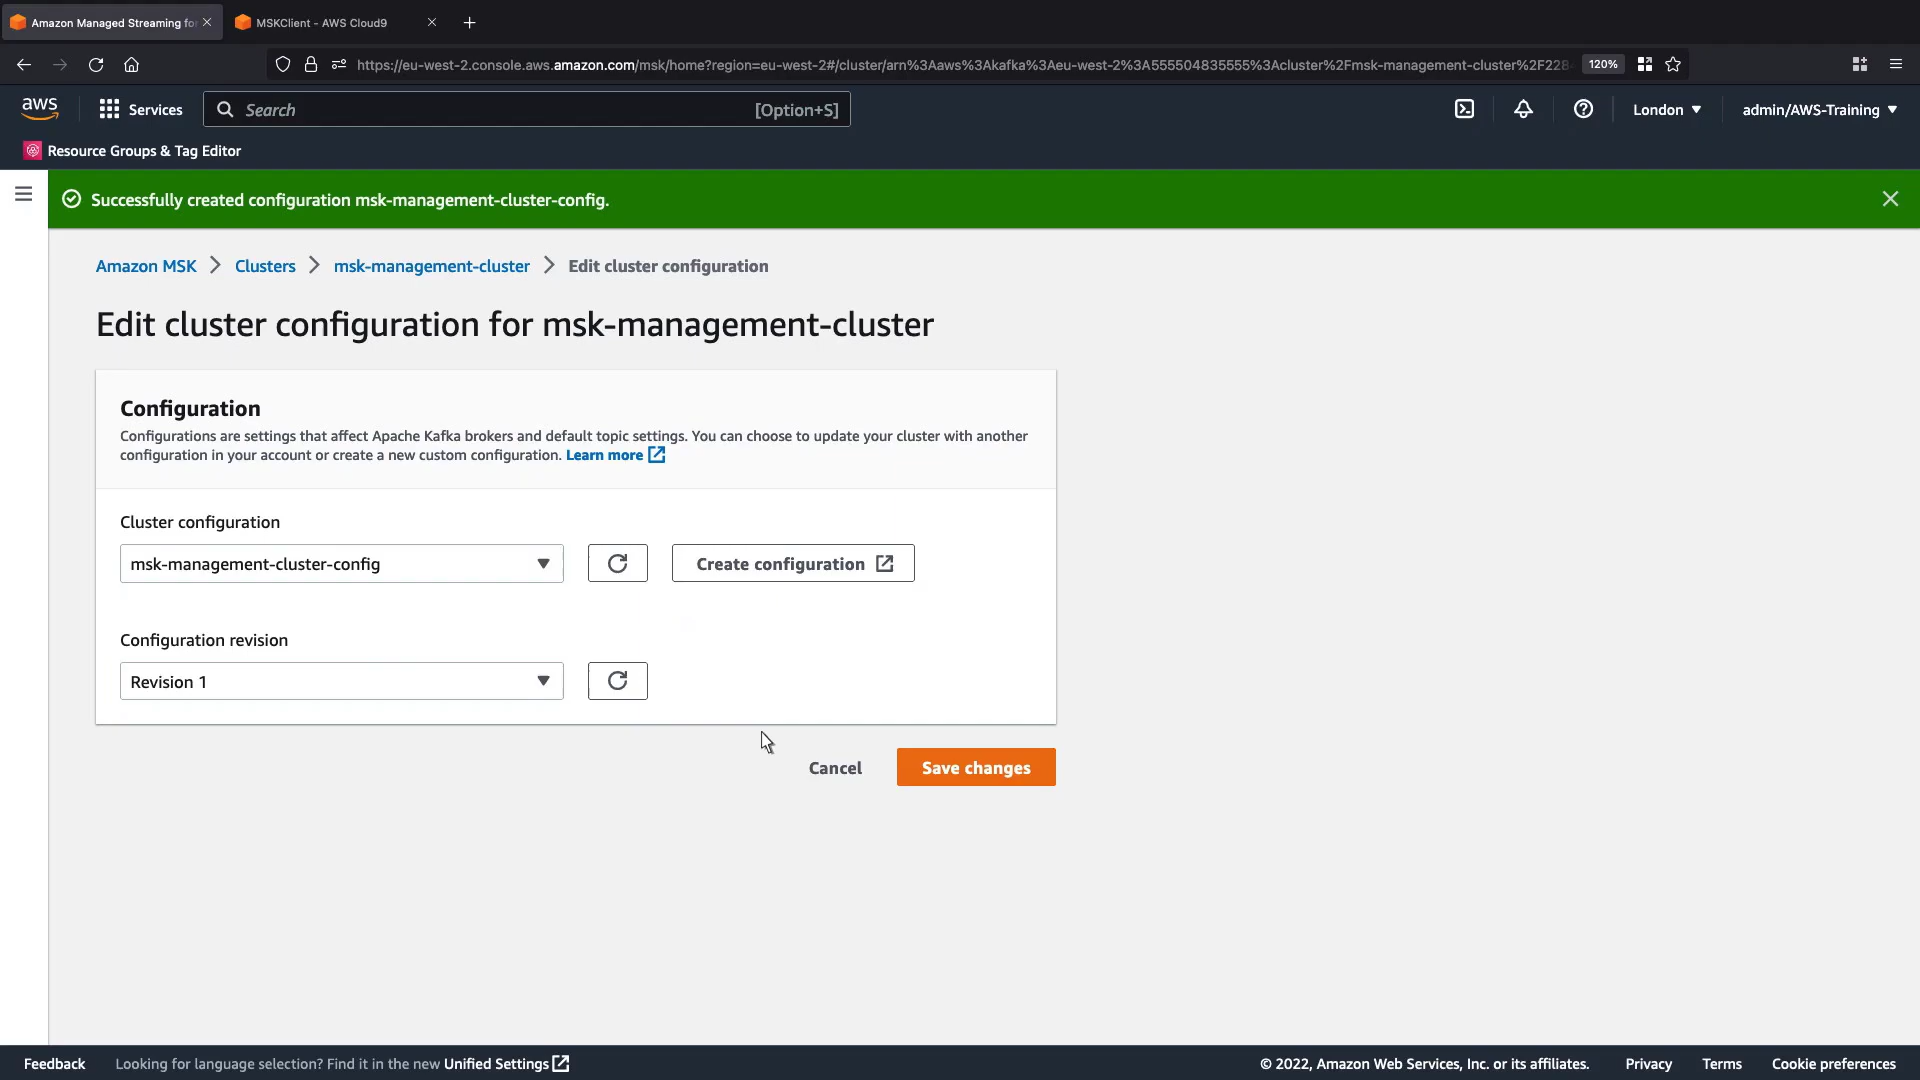 Amazon Managed Streaming fo
MSKClient - AWS Cloud9
https://eu-west-2.console.aws.amazon.com/msk/home?region=eu-west-2#/cluster/arn%3Aaws%3Akafka%3Aeu-west-2%3A555504835555%3Acluster%2Fmsk-management-cluster%2F228
120%
aws
Services
Search
[Option+S]
London
admin/AWS-Training
Resource Groups & Tag Editor
Successfully created configuration msk-management-cluster-config.
Amazon MSK > Clusters > msk-management-cluster > Edit cluster configuration
Edit cluster configuration for msk-management-cluster
Configuration
Configurations are settings that affect Apache Kafka brokers and default topic settings. You can choose to update your cluster with another
configuration in your account or create a new custom configuration. Learn more
Cluster configuration
msk-management-cluster-config
Create configuration
Configuration revision
Revision 1
Cancel
Save changes
Feedback
Looking for language selection? Find it in the new Unified Settings
© 2022, Amazon Web Services, Inc. or its affiliates.
Privacy
Terms
Cookie preferences